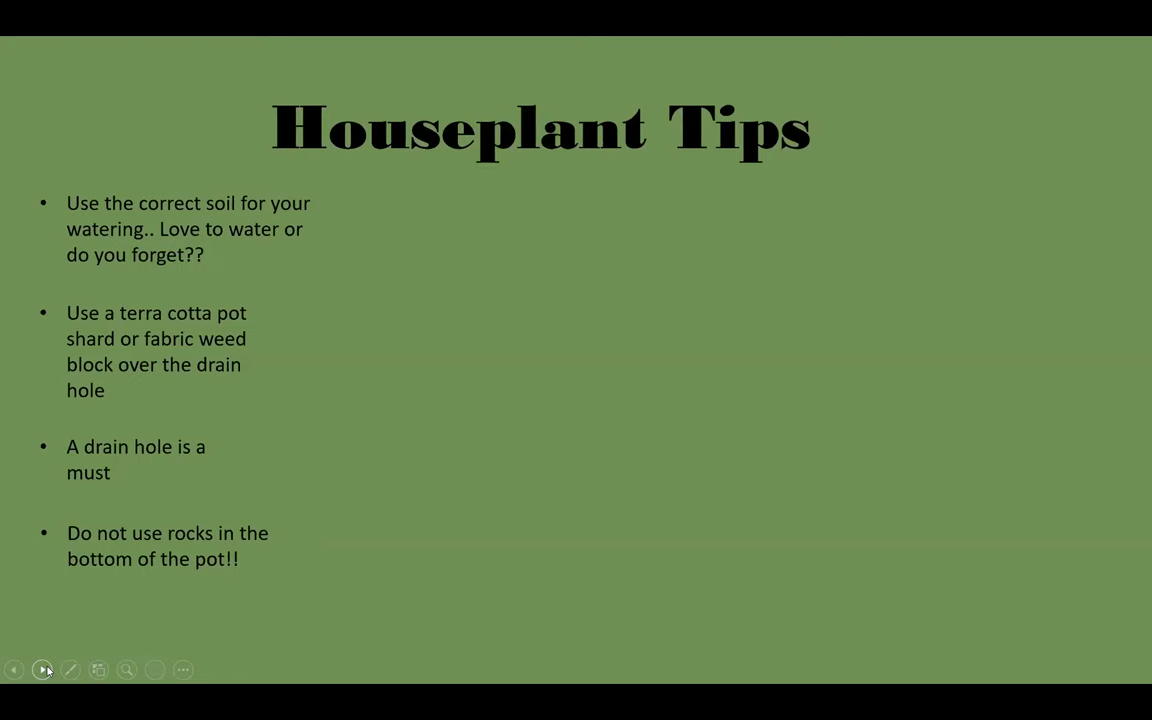 Houseplant Tips
• Use the correct soil for your
watering.. Love to water or
do you forget??
• Use a terra cotta pot
shard or fabric weed
block over the drain
hole
• A drain hole is a
must
• Do not use rocks in the
bottom of the pot!!